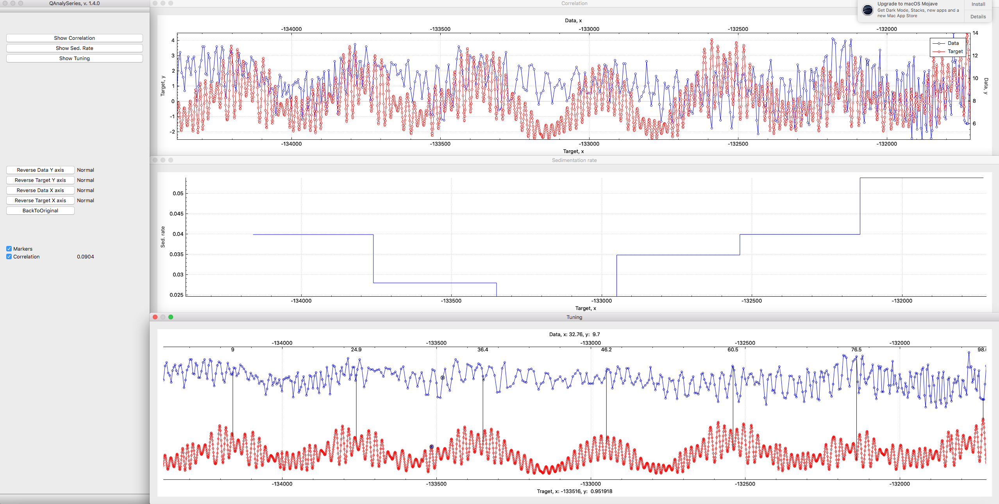 QAnalySeries, v. 1.4.0
Show Correlation
Show Sed. Rate
Show Tuning
Reverse Data Y axis Normal
Reverse Target Y axis Normal
Reverse Data X axis Normal
Reverse Target X axis Normal
BackToOriginal
Markers
Correlation 0.0904
Correlation
Upgrade to macOS Mojave
Get Dark Mode, Stacks, new apps and a
new Mac App Store
Install
Details
Data, x
-134000 -133500 -133000 -132500 -132000
Target, y
4
3
2
1
0
-1
-2
Data
Target
14
12
10
8
6
Data, y
-134000 -133500 -133000 -132500 -132000
Target, x
Sedimentation rate
Sed. rate
0.05
0.045
0.04
0.035
0.03
0.025
-134000 -133500 -133000 -132500 -132000
Target, x
Tuning
Data, x: 32.76, y: 9.7
-134000 -133500 -133000 -132500 -132000
9 24.9 36.4 46.2 60.5 76.5 98.
-134000 -133500 -133000 -132500 -132000
Traget, x: -133516, y: 0.951918